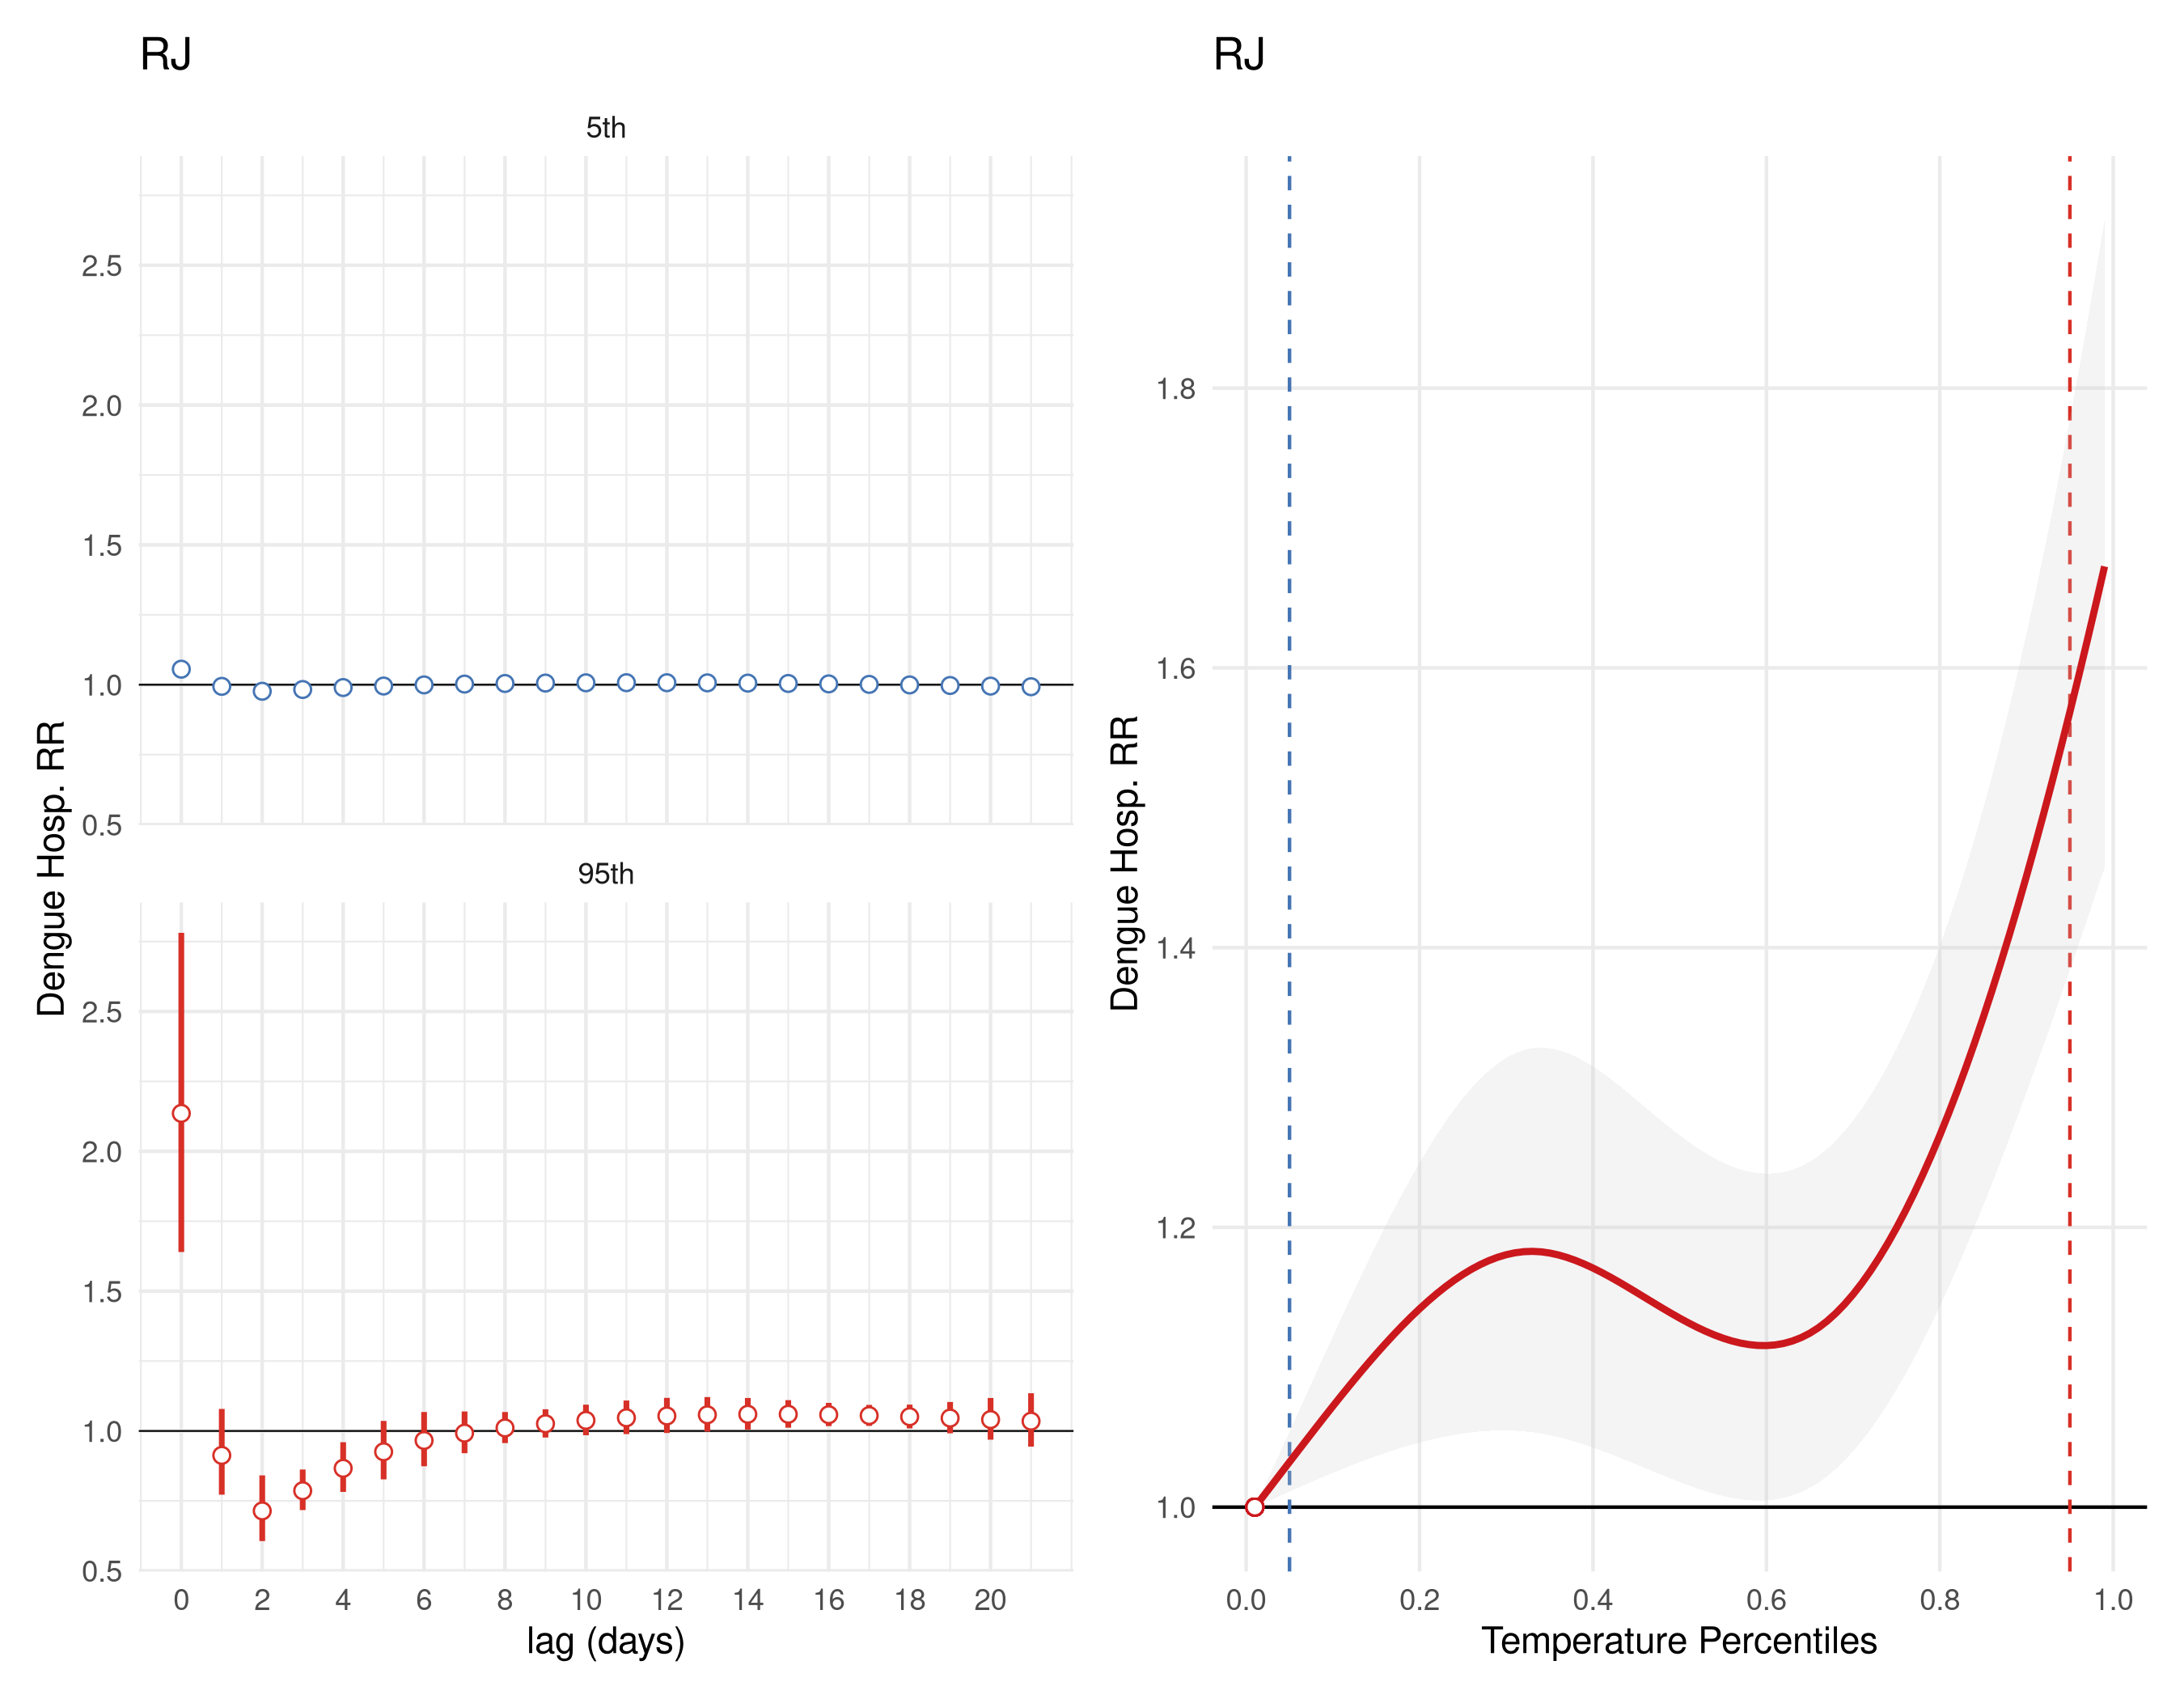 RJ
5th
2.5
2.0
1.5
1.0
0.5
95th
2.5
2.0
1.5
1.0
0.5
0 2 4 6 8 10 12 14 16 18 20
lag (days)
Dengue Hosp. RR
RJ
1.8
1.6
1.4
1.2
1.0
0.0 0.2 0.4 0.6 0.8 1.0
Temperature Percentiles
Dengue Hosp. RR